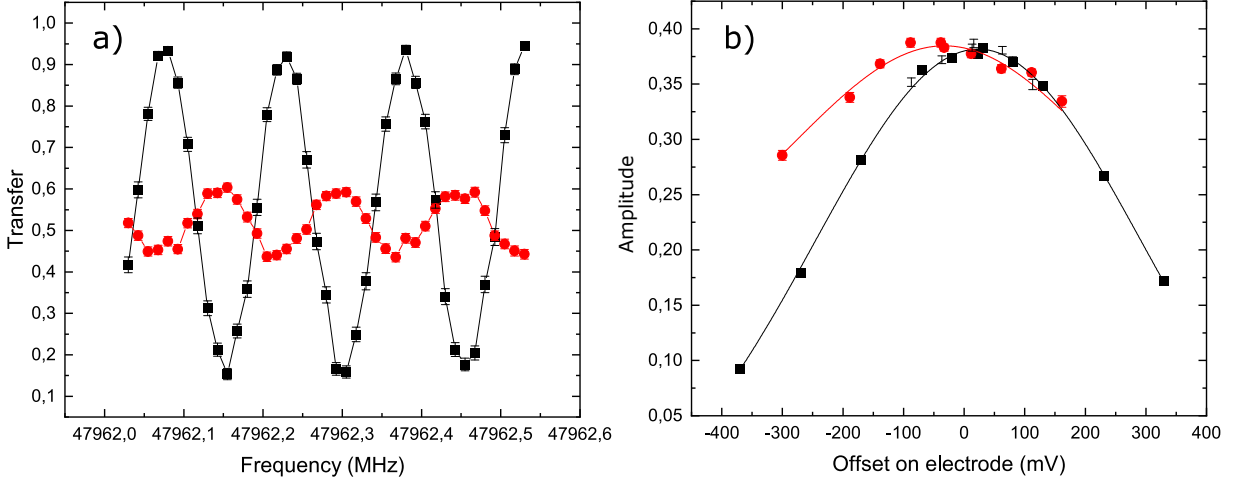 a)
1,0
0,9
0,8
0,7
0,6
0,5
0,4
0,3
0,2
0,1
Transfer
47962,0 47962,1 47962,2 47962,3 47962,4 47962,5 47962,6
Frequency (MHz)
b)
0,40
0,35
0,30
0,25
0,20
0,15
0,10
0,05
Amplitude
-400 -300 -200 -100 0 100 200 300 400
Offset on electrode (mV)